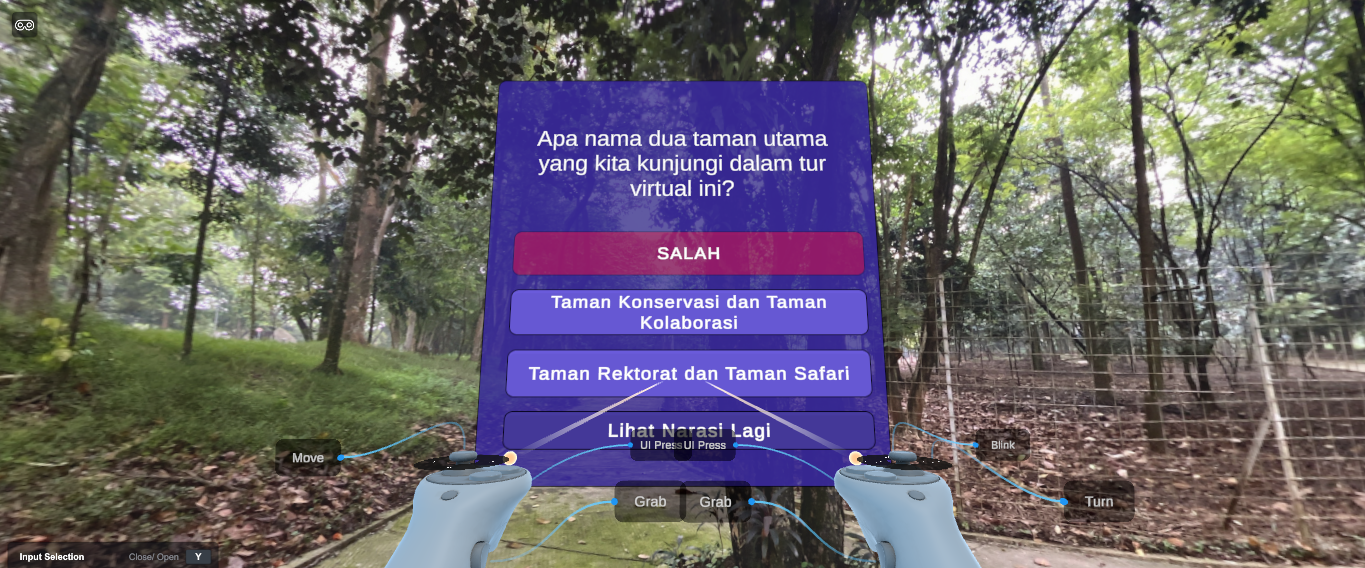 Apa nama dua taman utama
yang kita kunjungi dalam tur
virtual ini?
SALAH
Taman Konservasi dan Taman
Kolaborasi
Taman Rektorat dan Taman Safari
Lihat Narasi Lagi
UI Press UI Press
Blink
Move
Grab Grab
Turn
Input Selection Close/ Open Y